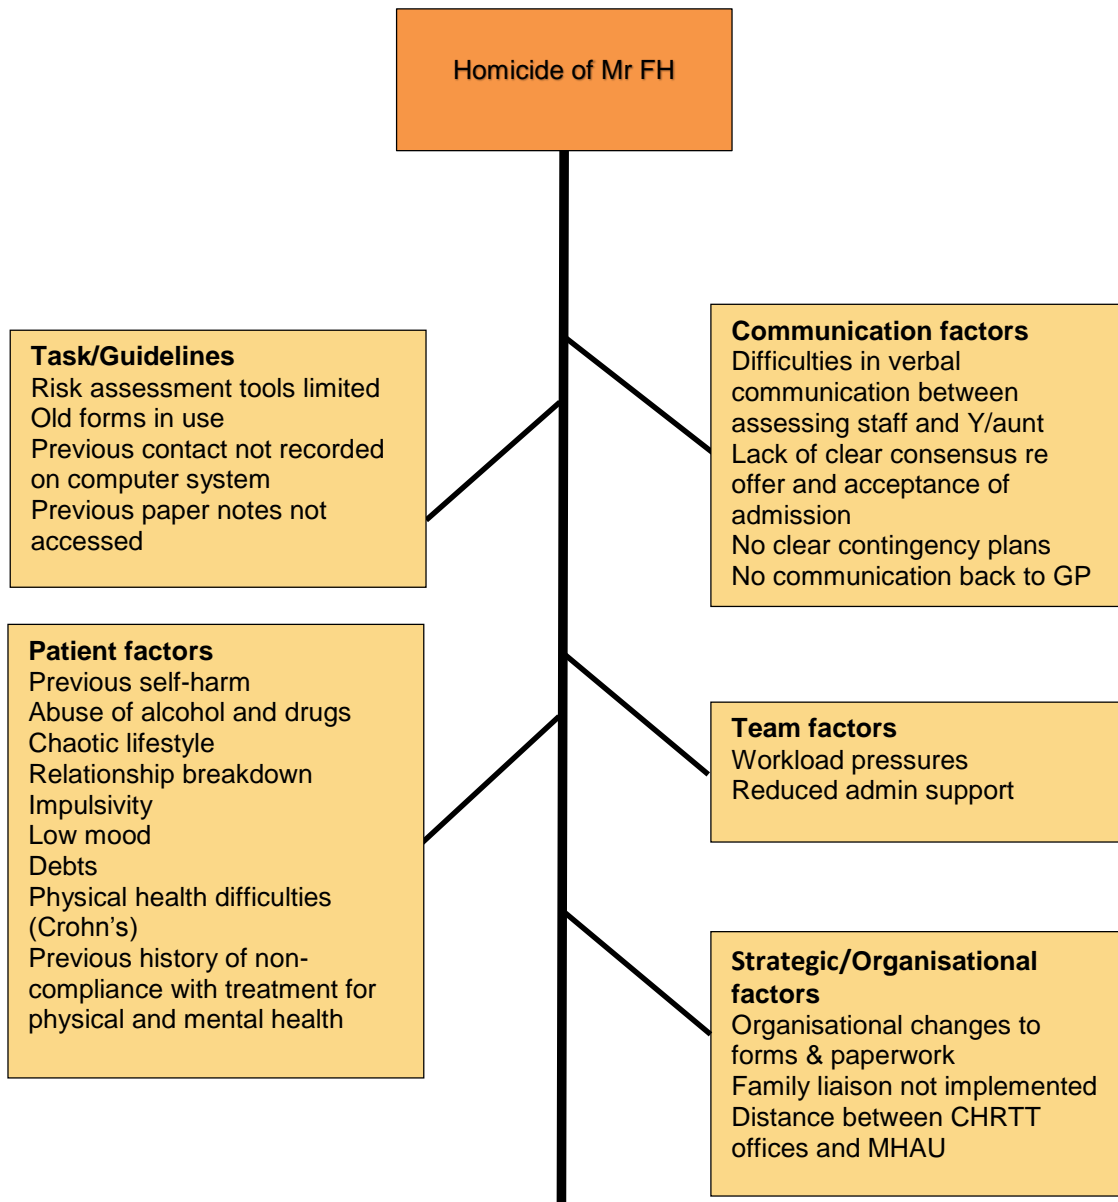 Homicide of Mr FH
Task/Guidelines
Risk assessment tools limited
Old forms in use
Previous contact not recorded
on computer system
Previous paper notes not
accessed
Communication factors
Difficulties in verbal
communication between
assessing staff and Y/aunt
Lack of clear consensus re
offer and acceptance of
admission
No clear contingency plans
No communication back to GP
Patient factors
Previous self-harm
Abuse of alcohol and drugs
Chaotic lifestyle
Relationship breakdown
Impulsivity
Low mood
Debts
Physical health difficulties
(Crohn’s)
Previous history of non-
compliance with treatment for
physical and mental health
Team factors
Workload pressures
Reduced admin support
Strategic/Organisational
factors
Organisational changes to
forms & paperwork
Family liaison not implemented
Distance between CHRTT
offices and MHAU